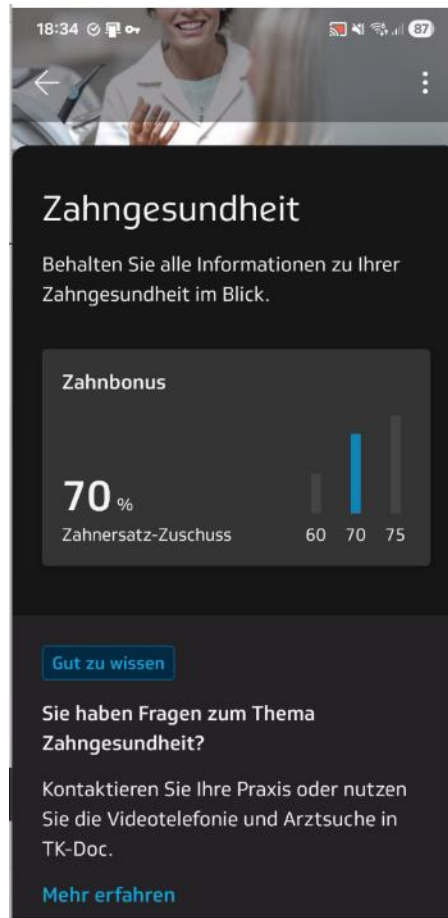 18:34
87
Zahngesundheit
Behalten Sie alle Informationen zu Ihrer
Zahngesundheit im Blick.
Zahnbonus
70 %
Zahnersatz-Zuschuss
60 70 75
Gut zu wissen
Sie haben Fragen zum Thema
Zahngesundheit?
Kontaktieren Sie Ihre Praxis oder nutzen
Sie die Videotelefonie und Arztsuche in
TK-Doc.
Mehr erfahren